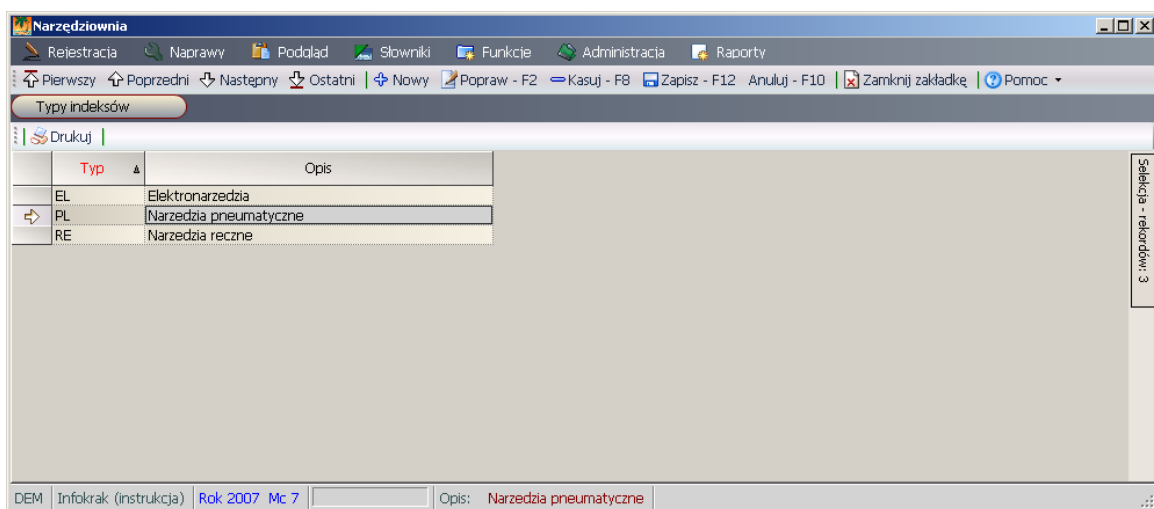 Narzędziownia
Rejestracja Naprawy Podgląd Słowniki Funkcje Administracja Raporty
Pierwszy Poprzedni Następny Ostatni Nowy Popraw - F2 Kasuj - F8 Zapisz - F12 Anuluj - F10 Zamknij zakładkę Pomoc
Typy indeksów
Drukuj
Typ Opis
EL Elektronarzedzia
PL Narzedzia pneumatyczne
RE Narzedzia reczne
Selekcja - rekordów: 3
DEM Infokrak (instrukcja) Rok 2007 Mc 7 Opis: Narzedzia pneumatyczne